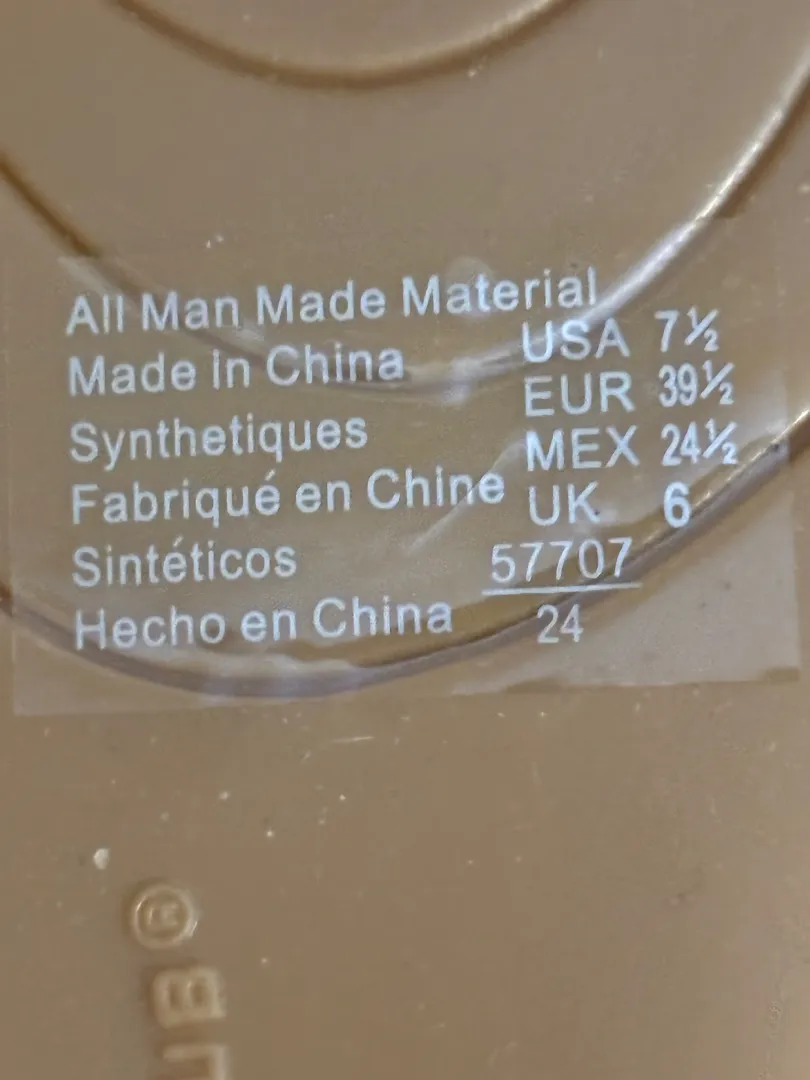 All Man Made Material
Made in China
Synthetiques
Fabriqué en Chine
Sintéticos
Hecho en China
USA 7½
EUR 39½
MEX 24½
UK 6
57707
24
®